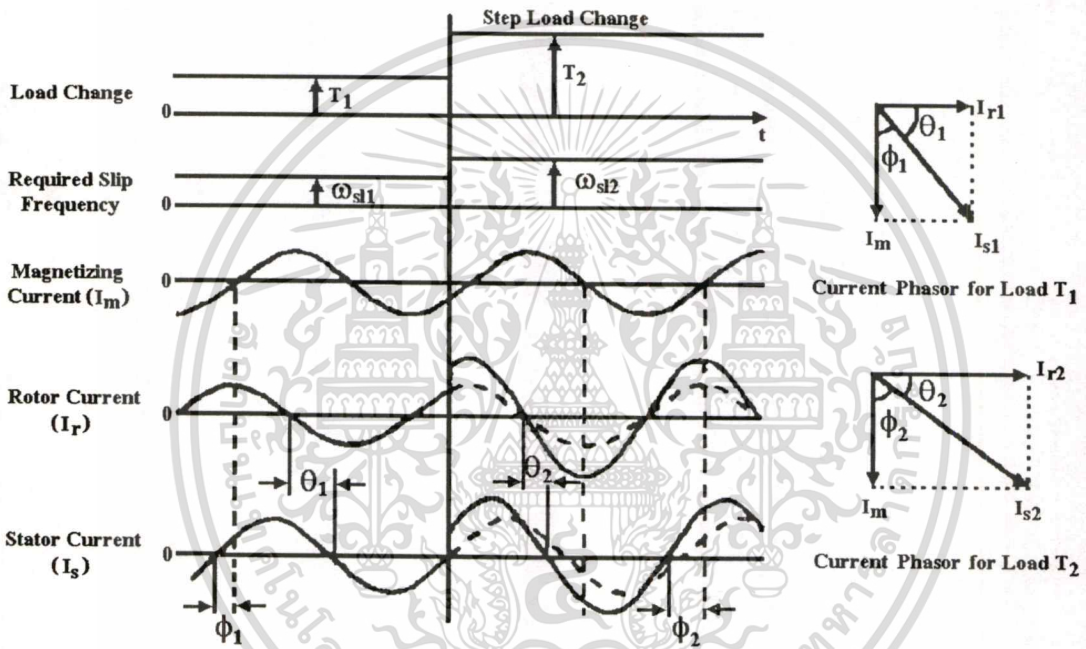 Step Load Change
Load Change
0
T1
T2
t
Required Slip
Frequency
0
ωsl1
ωsl2
Magnetizing
Current (Im)
0
Rotor Current
(Ir)
0
θ1
θ2
Stator Current
(Is)
0
ϕ1
ϕ2
Ir1
θ1
ϕ1
Im
Is1
Current Phasor for Load T1
Ir2
θ2
ϕ2
Im
Is2
Current Phasor for Load T2